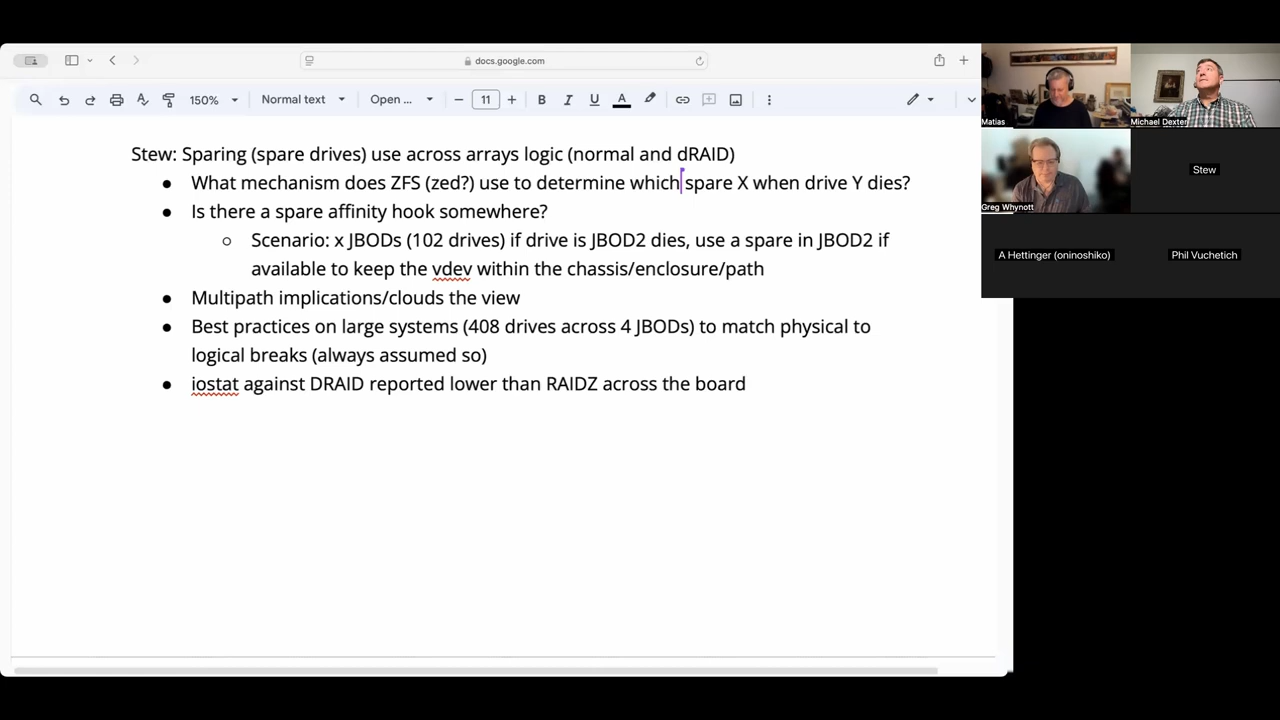 docs.google.com
150%
Normal text
Open ...
11
B
I
U
A
Stew: Sparing (spare drives) use across arrays logic (normal and dRAID)
What mechanism does ZFS (zed?) use to determine which spare X when drive Y dies?
Is there a spare affinity hook somewhere?
Scenario: x JBODs (102 drives) if drive is JBOD2 dies, use a spare in JBOD2 if
available to keep the vdev within the chassis/enclosure/path
Multipath implications/clouds the view
Best practices on large systems (408 drives across 4 JBODs) to match physical to
logical breaks (always assumed so)
iostat against DRAID reported lower than RAIDZ across the board
Matias
Michael Dexter
Greg Whynott
Stew
A Hettinger (oninoshiko)
Phil Vuchetich